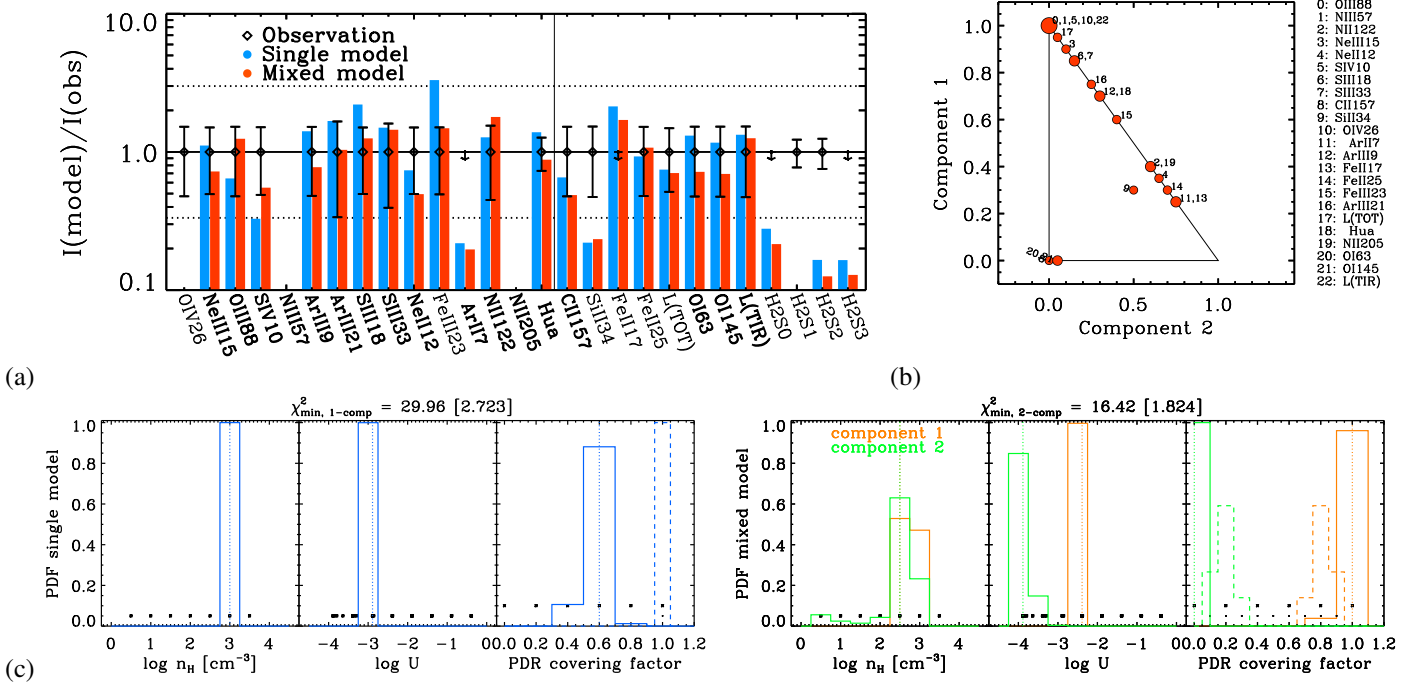 (a)
10.0
1.0
0.1
I(model)/I(obs)
Observation
Single model
Mixed model
OIV26
NeIII15
OIII88
SIV10
NIII57
ArIII9
ArIII21
SIII18
SIII33
NeII12
FeIII23
ArII7
NII122
NII205
Hua
CII157
SiII34
FeII17
FeII25
L(TOT)
OI63
OI145
L(TIR)
H2S0
H2S1
H2S2
H2S3
(b)
Component 1
1.0
0.8
0.6
0.4
0.2
0.0
0,1,5,10,22
17
3
6,7
16
12,18
15
2,19
4
9
14
11,13
0.0 0.5 1.0
Component 2
0: OIII88
1: NIII57
2: NII122
3: NeIII15
4: NeII12
5: SIV10
6: SIII18
7: SIII33
8: CII157
9: SiII34
10: OIV26
11: ArII7
12: ArIII9
13: FeII17
14: FeII25
15: FeIII23
16: ArIII21
17: L(TOT)
18: Hua
19: NII205
20: OI63
21: OI145
22: L(TIR)
(c)
χ²min, 1-comp = 29.96 [2.723]
PDF single model
1.0
0.8
0.6
0.4
0.2
0.0
0 1 2 3 4
log nH [cm⁻³]
−4 −3 −2 −1
log U
0.0 0.2 0.4 0.6 0.8 1.0 1.2
PDR covering factor
χ²min, 2-comp = 16.42 [1.824]
PDF mixed model
1.0
0.8
0.6
0.4
0.2
0.0
component 1
component 2
0 1 2 3 4
log nH [cm⁻³]
−4 −3 −2 −1
log U
0.0 0.2 0.4 0.6 0.8 1.0 1.2
PDR covering factor